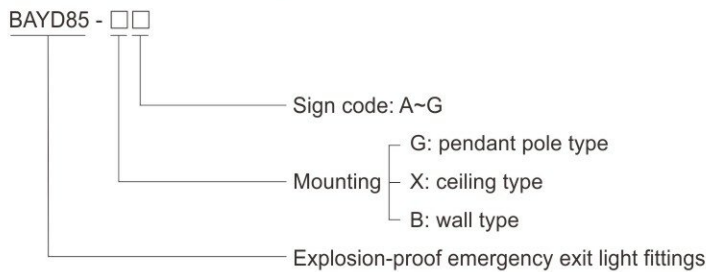 BAYD85 - □□
Sign code: A~G
G: pendant pole type
Mounting
X: ceiling type
B: wall type
Explosion-proof emergency exit light fittings